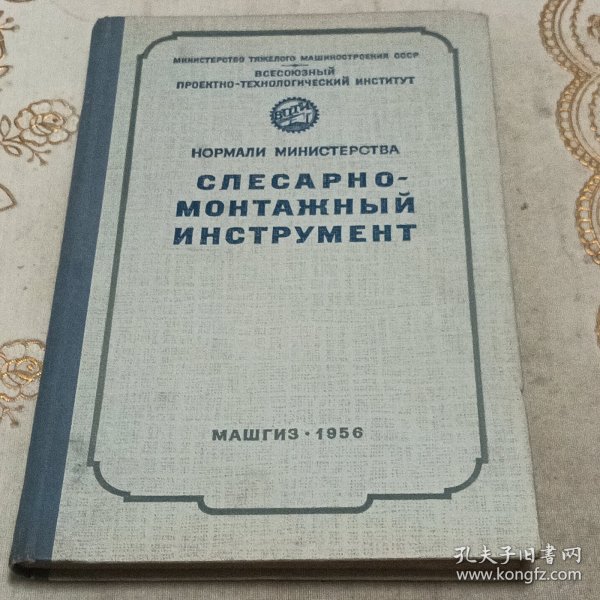 МИНИСТЕРСТВО ТЯЖЕЛОГО МАШИНОСТРОЕНИЯ СССР
ВСЕСОЮЗНЫЙ
ПРОЕКТНО-ТЕХНОЛОГИЧЕСКИЙ ИНСТИТУТ
ВПТИ
НОРМАЛИ МИНИСТЕРСТВА
СЛЕСАРНО-
МОНТАЖНЫЙ
ИНСТРУМЕНТ
МАШГИЗ · 1956
孔夫子旧书网
www.kongfz.com